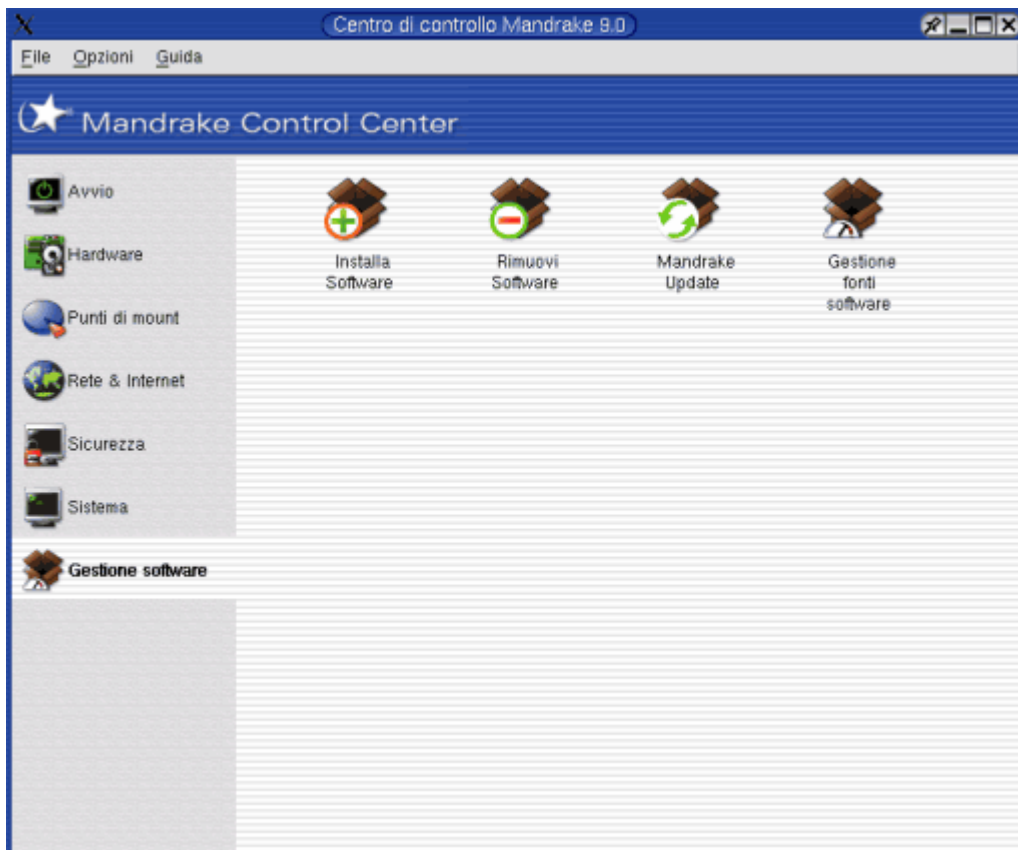 Centro di controllo Mandrake 9.0
File Opzioni Guida
Mandrake Control Center
Avvio
Hardware
Punti di mount
Rete & Internet
Sicurezza
Sistema
Gestione software
Installa
Software
Rimuovi
Software
Mandrake
Update
Gestione
fonti
software